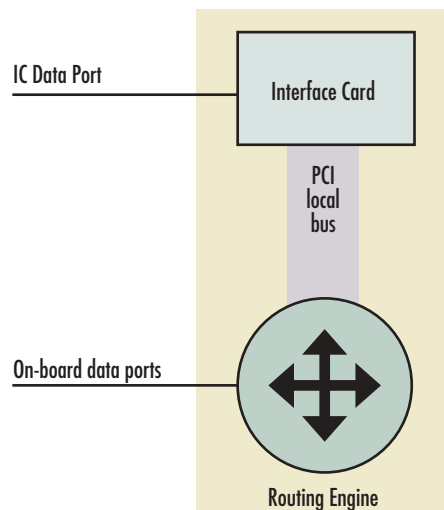 IC Data Port
Interface Card
PCI
local
bus
On-board data ports
Routing Engine